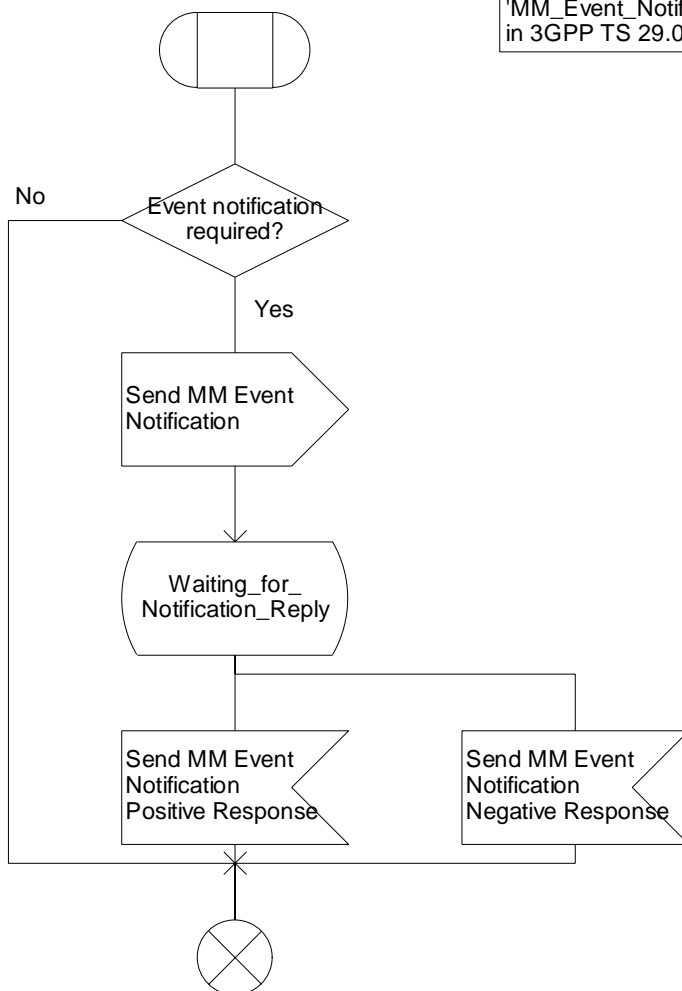 'MM_Event_Notif
in 3GPP TS 29.0
No
Event notification
required?
Yes
Send MM Event
Notification
Waiting_for_
Notification_Reply
Send MM Event
Notification
Positive Response
Send MM Event
Notification
Negative Response